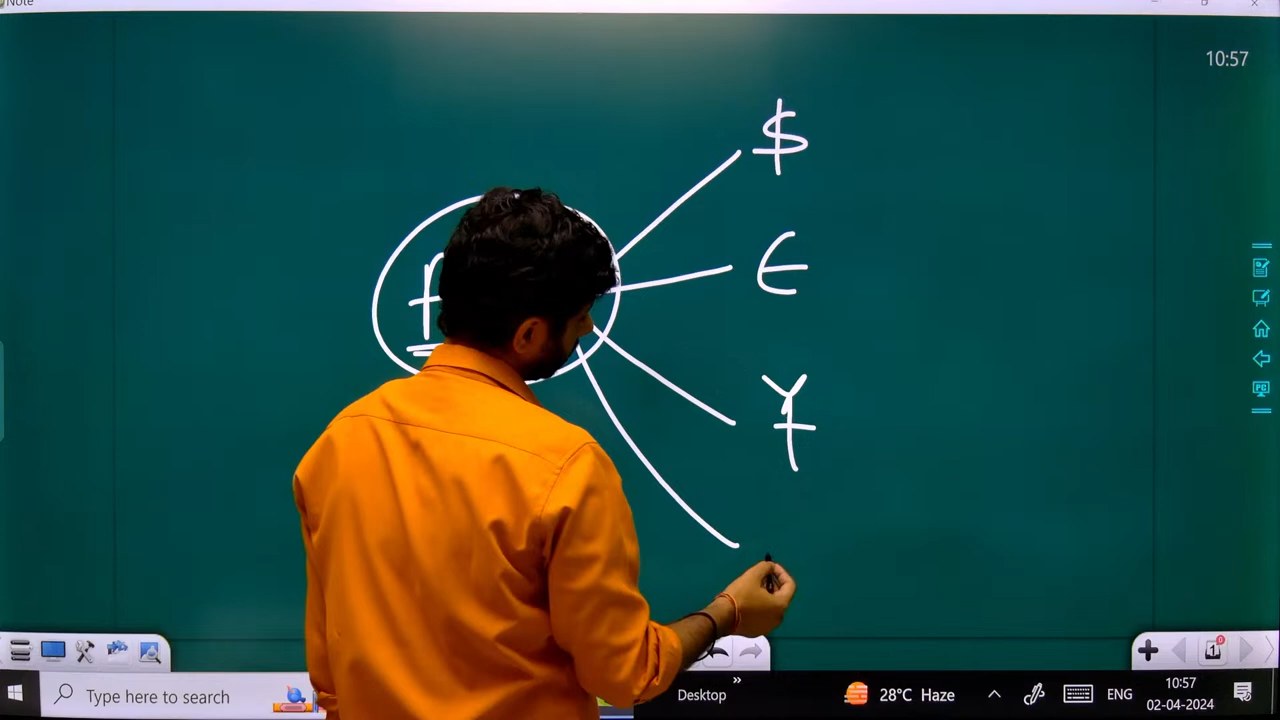 Note
10:57
$
€
¥
Type here to search
Desktop
28°C Haze
ENG
10:57
02-04-2024